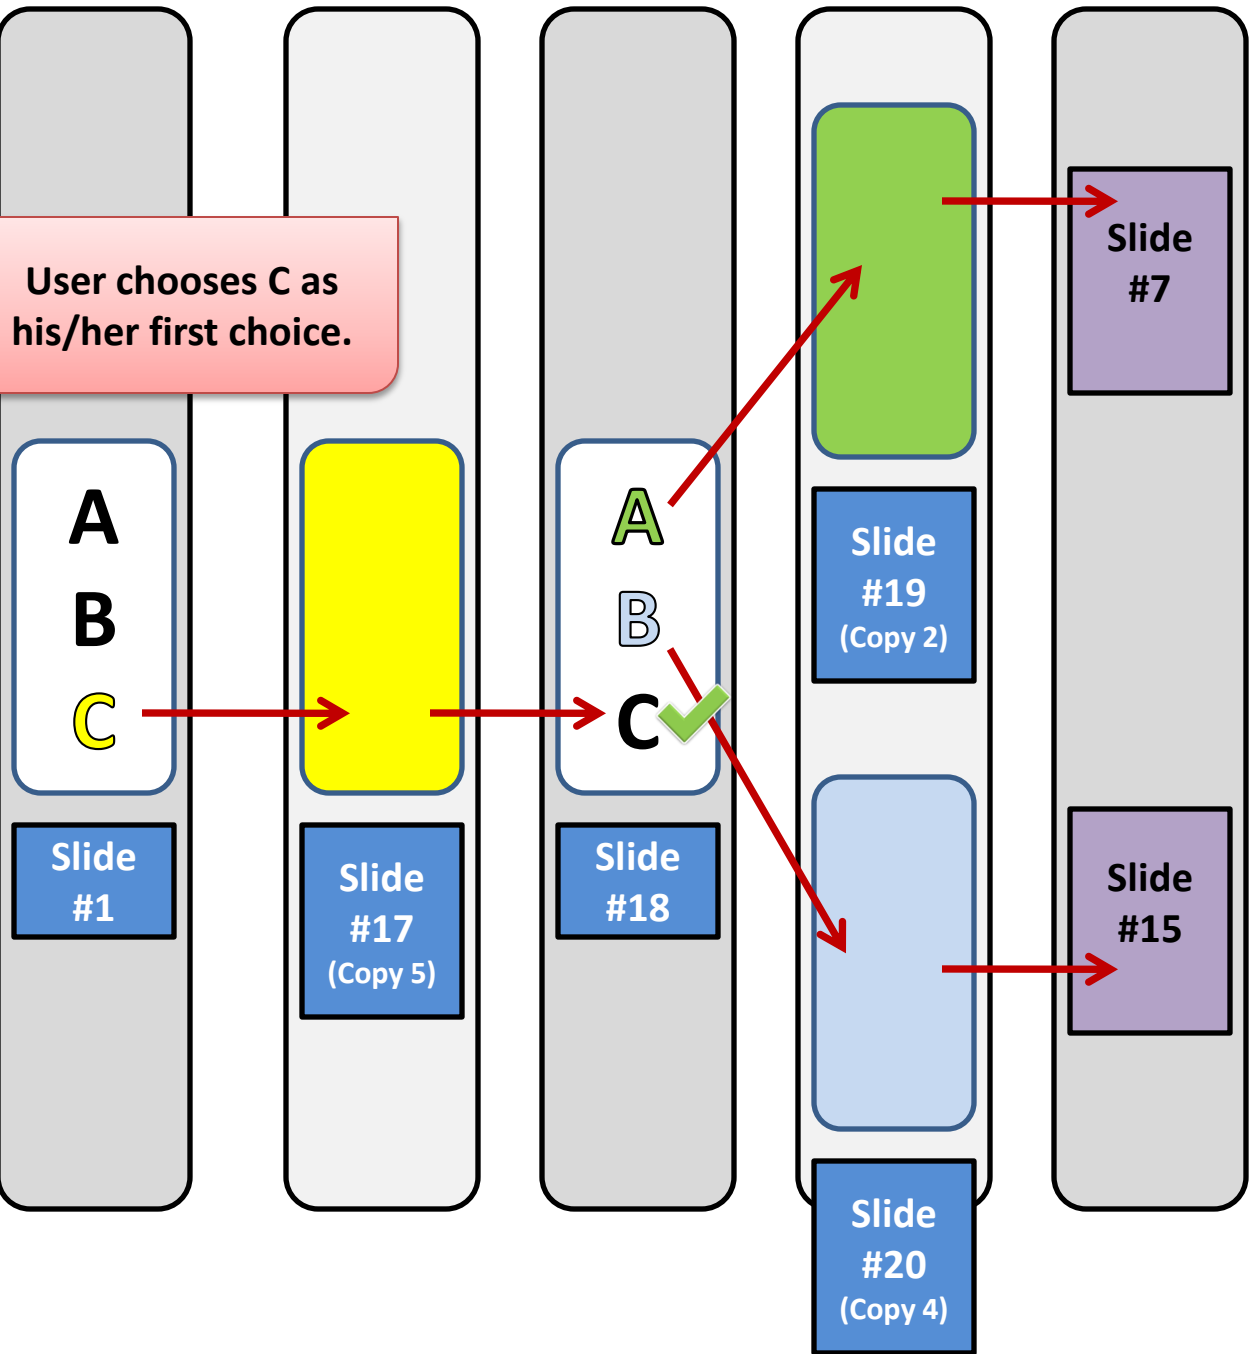 User chooses C as
his/her first choice.
A
B
C
Slide
#1
Slide
#17
(Copy 5)
A
B
C
Slide
#18
Slide
#19
(Copy 2)
Slide
#20
(Copy 4)
Slide
#7
Slide
#15